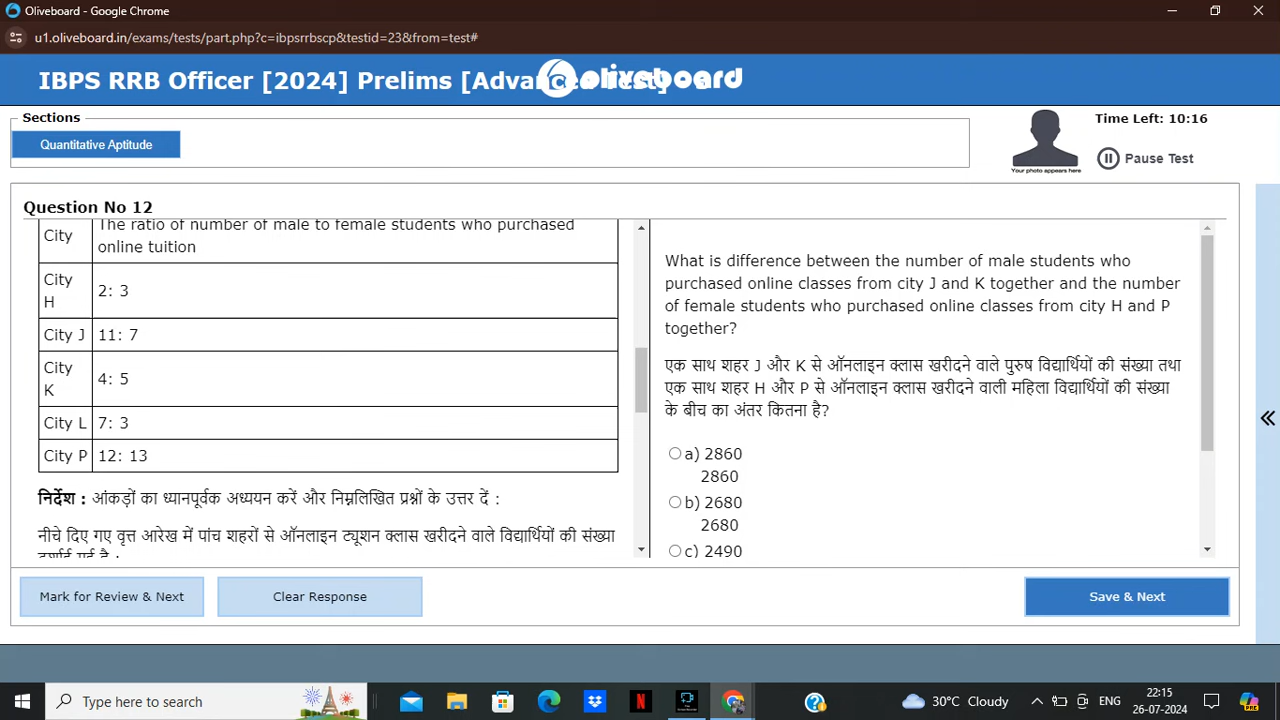 Oliveboard - Google Chrome
u1.oliveboard.in/exams/tests/part.php?c=ibpsrrbscp&testid=23&from=test#
IBPS RRB Officer [2024] Prelims [Advanced Test] -
oliveboard
Sections
Quantitative Aptitude
Your photo appears here
Time Left: 10:16
Pause Test
Question No 12
City The ratio of number of male to female students who purchased
online tuition
City
H 2: 3
City J 11: 7
City
K 4: 5
City L 7: 3
City P 12: 13
निर्देश : आंकड़ों का ध्यानपूर्वक अध्ययन करें और निम्नलिखित प्रश्नों के उत्तर दें :
नीचे दिए गए वृत्त आरेख में पांच शहरों से ऑनलाइन ट्यूशन क्लास खरीदने वाले विद्यार्थियों की संख्या
दर्शाई गई है :
What is difference between the number of male students who
purchased online classes from city J and K together and the number
of female students who purchased online classes from city H and P
together?
एक साथ शहर J और K से ऑनलाइन क्लास खरीदने वाले पुरुष विद्यार्थियों की संख्या तथा
एक साथ शहर H और P से ऑनलाइन क्लास खरीदने वाली महिला विद्यार्थियों की संख्या
के बीच का अंतर कितना है?
a) 2860
2860
b) 2680
2680
c) 2490
Mark for Review & Next
Clear Response
Save & Next
Type here to search
30°C Cloudy
ENG
22:15
26-07-2024